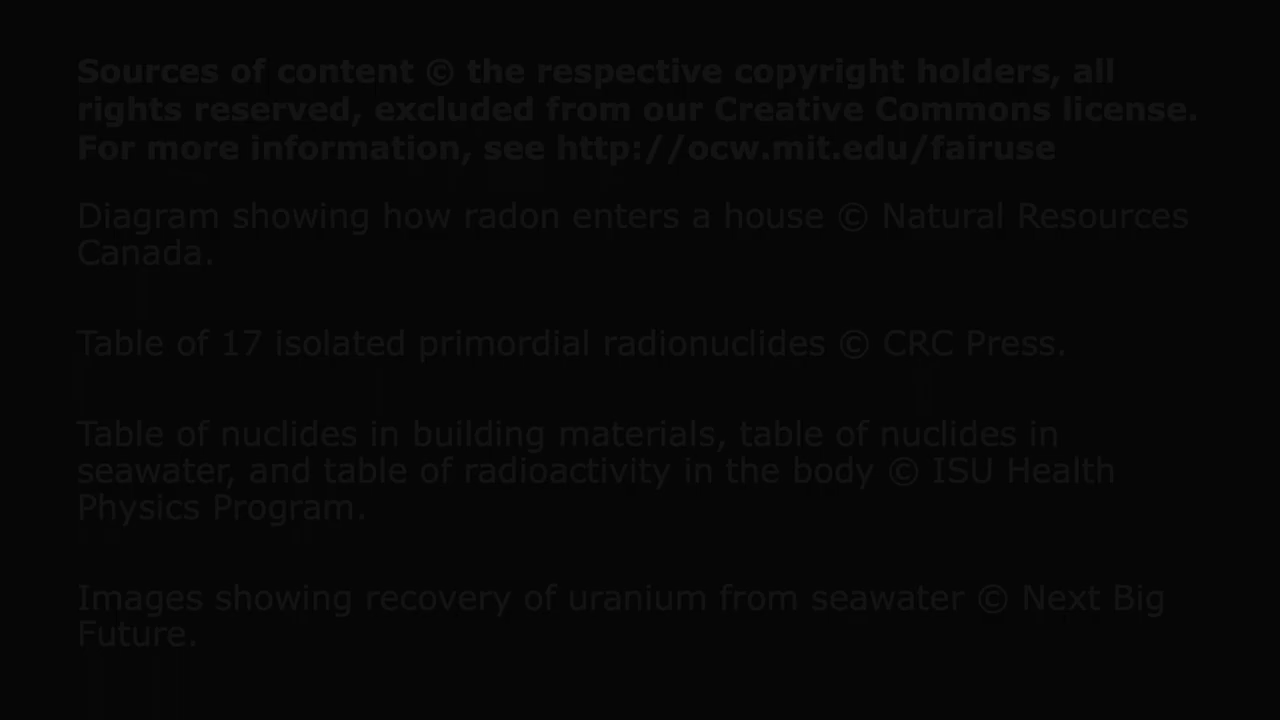 Sources of content © the respective copyright holders, all
rights reserved, excluded from our Creative Commons license.
For more information, see http://ocw.mit.edu/fairuse
Diagram showing how radon enters a house © Natural Resources
Canada.
Table of 17 isolated primordial radionuclides © CRC Press.
Table of nuclides in building materials, table of nuclides in
seawater, and table of radioactivity in the body © ISU Health
Physics Program.
Images showing recovery of uranium from seawater © Next Big
Future.